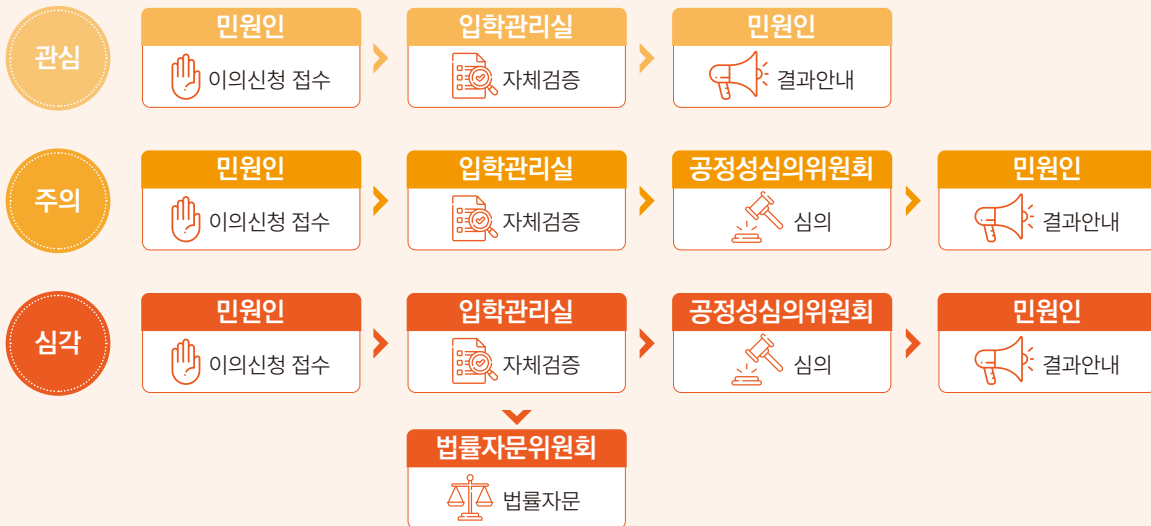 관심
민원인
이의신청 접수
입학관리실
자체검증
민원인
결과안내
주의
민원인
이의신청 접수
입학관리실
자체검증
공정성심의위원회
심의
민원인
결과안내
심각
민원인
이의신청 접수
입학관리실
자체검증
공정성심의위원회
심의
민원인
결과안내
법률자문위원회
법률자문